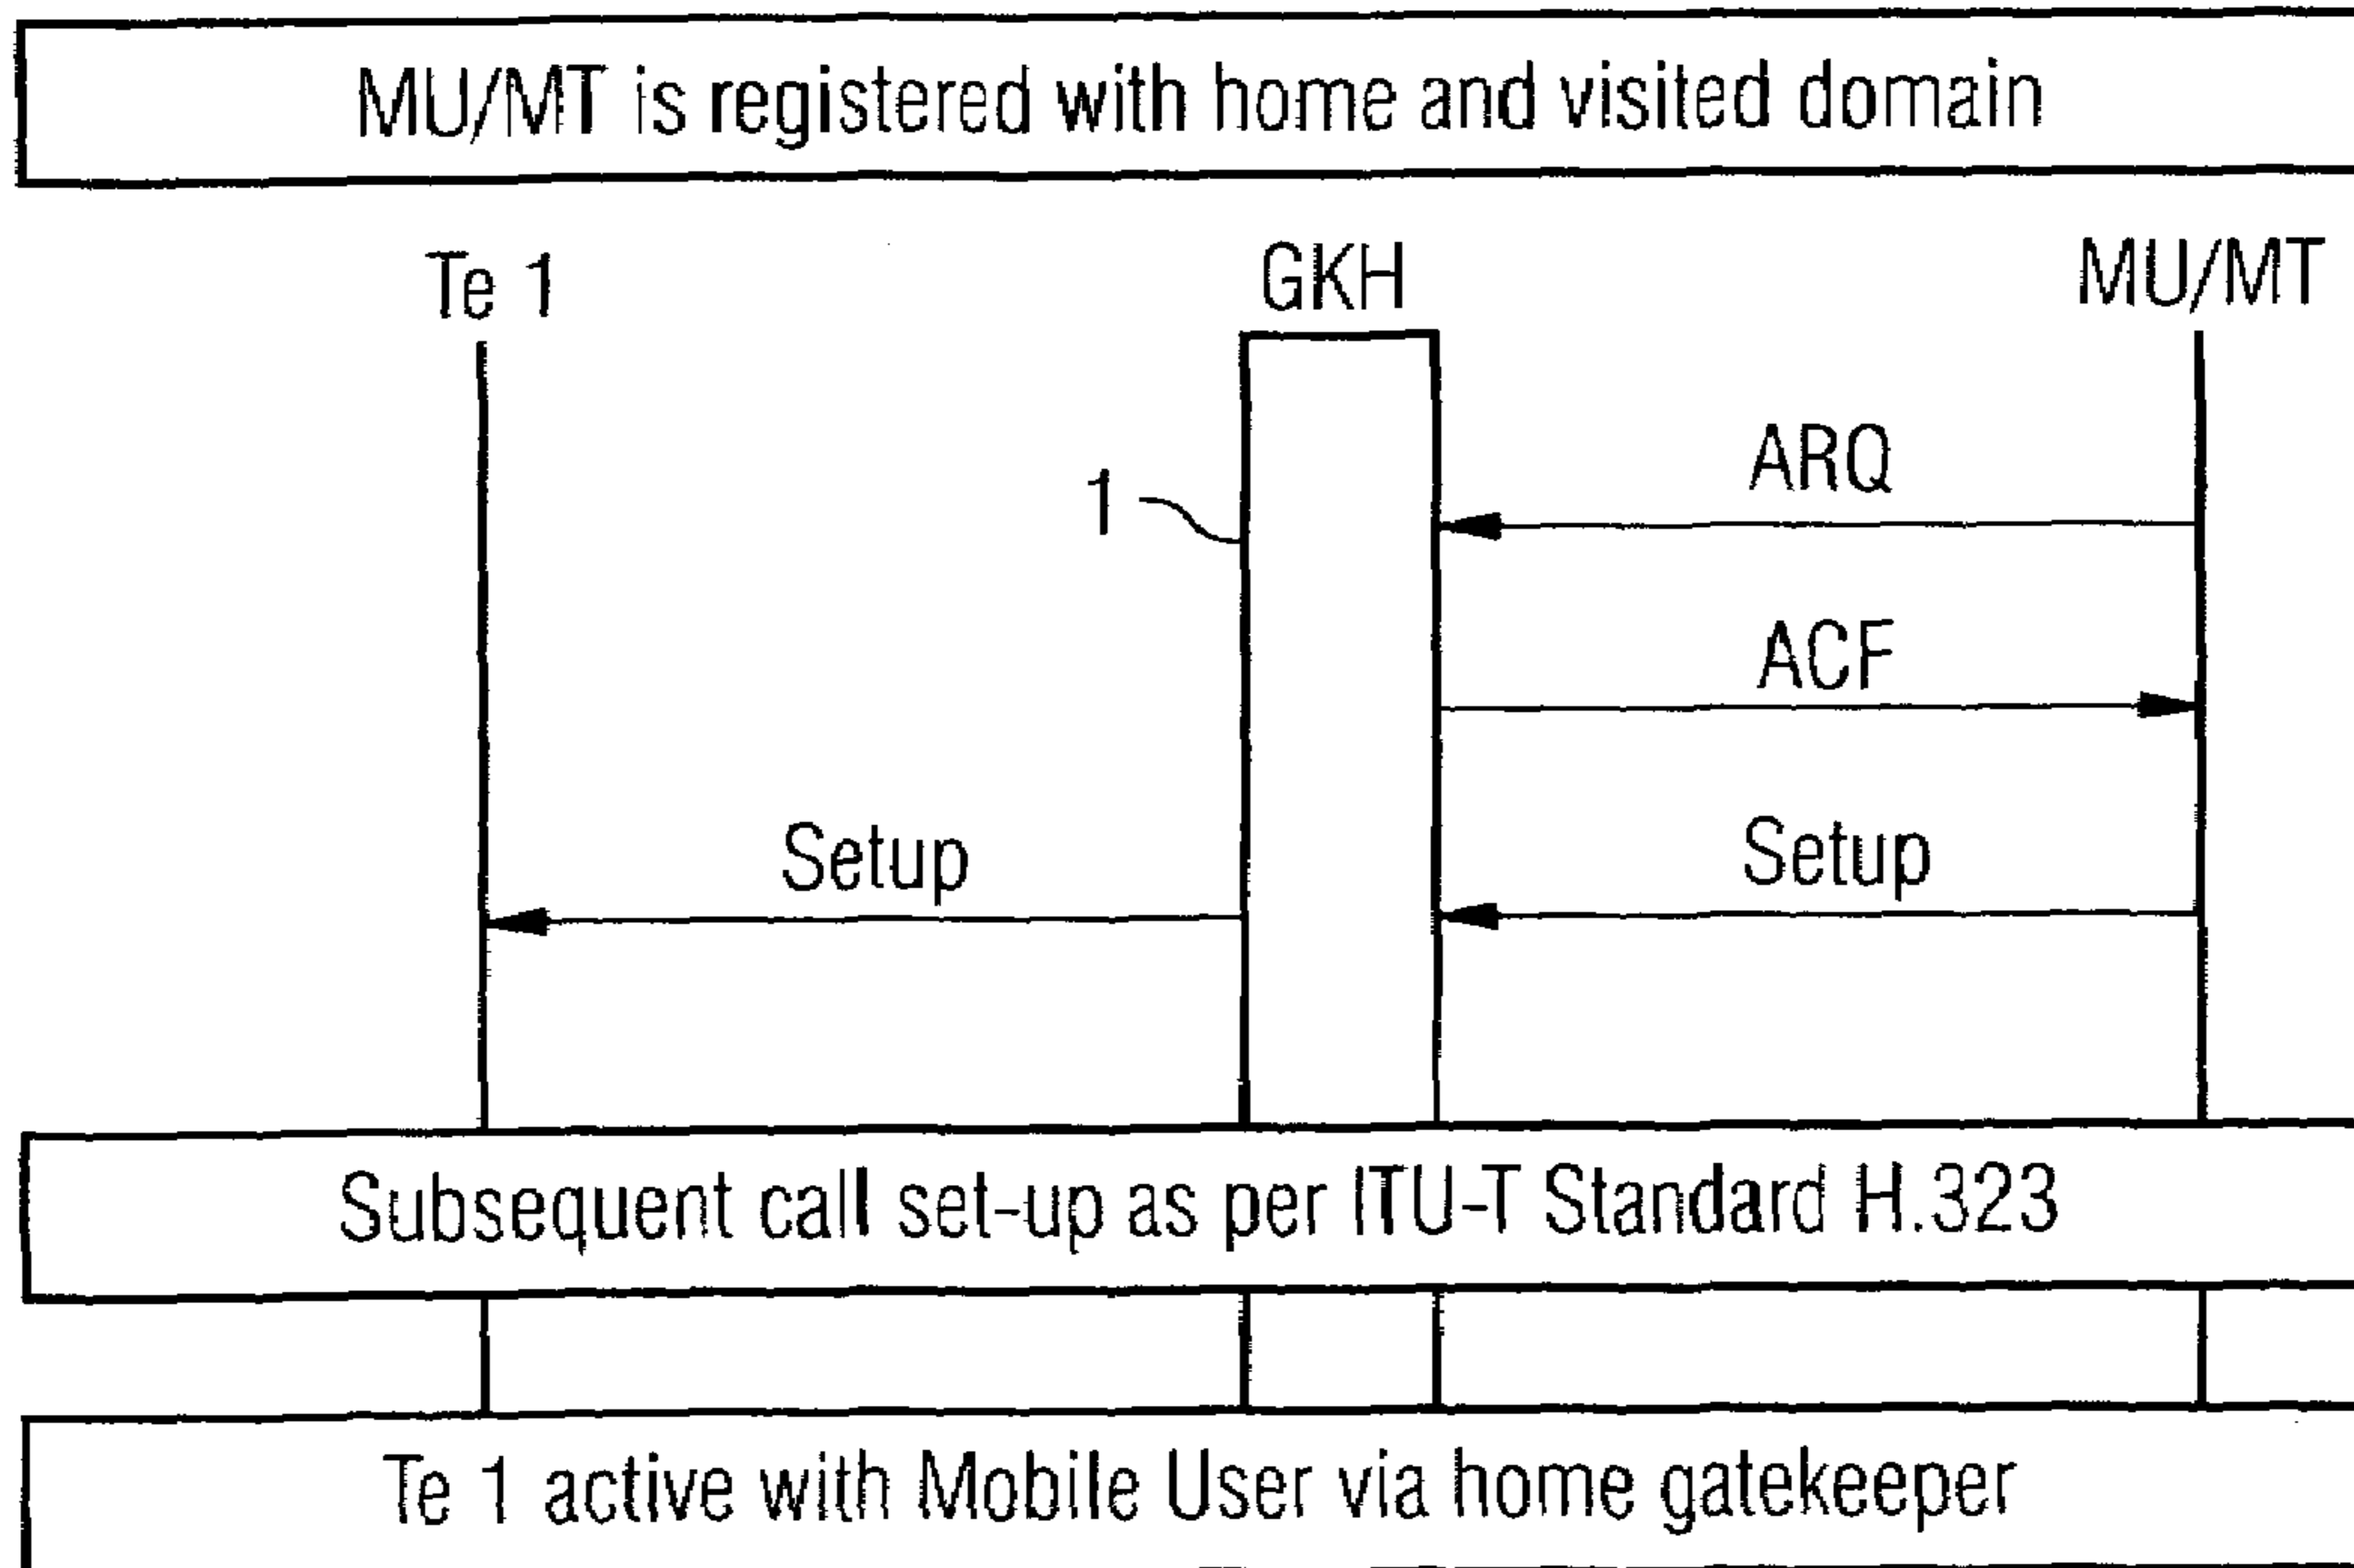 MU/MT is registered with home and visited domain
Te 1 GKH MU/MT
ARQ
1
ACF
Setup Setup
Subsequent call set-up as per ITU-T Standard H.323
Te 1 active with Mobile User via home gatekeeper